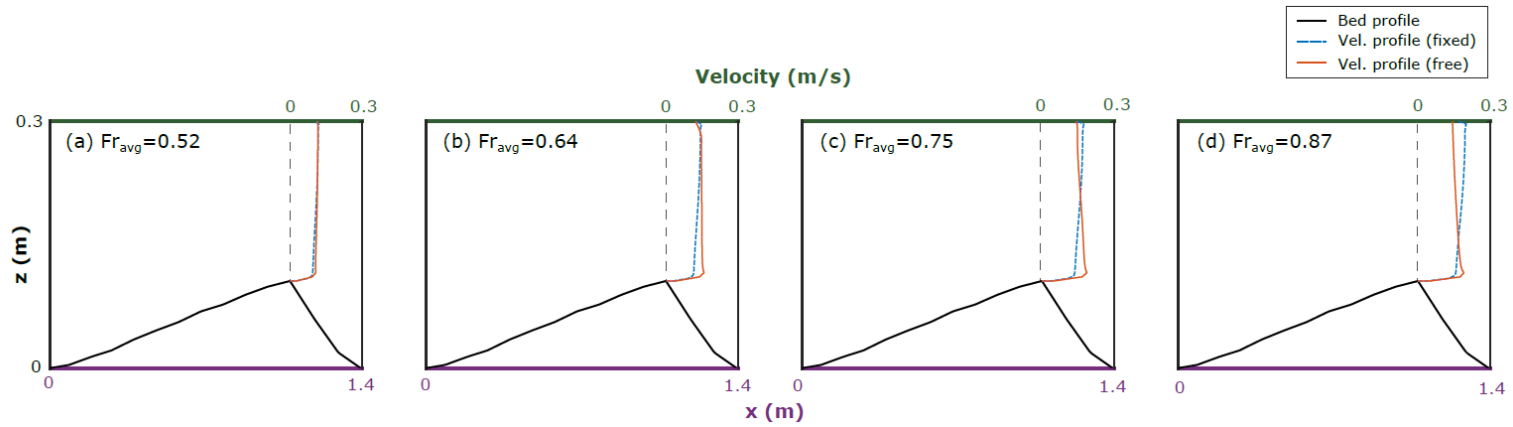 Bed profile
Vel. profile (fixed)
Vel. profile (free)
Velocity (m/s)
0 0.3 0 0.3 0 0.3 0 0.3
0.3
(a) Fravg=0.52 (b) Fravg=0.64 (c) Fravg=0.75 (d) Fravg=0.87
z (m)
0
0 1.4 0 1.4 0 1.4 0 1.4
x (m)